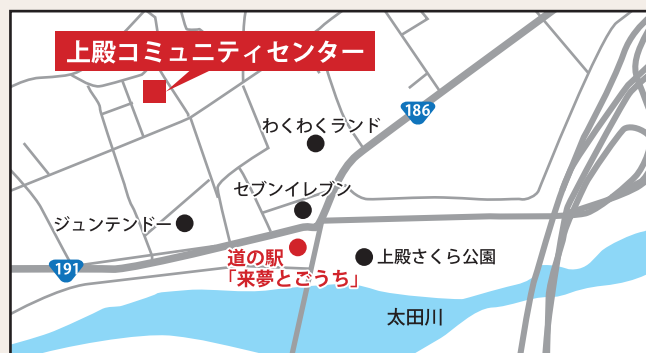 上殿コミュニティセンター
186
わくわくランド
セブンイレブン
ジュンテンドー
道の駅
「来夢とごうち」
上殿さくら公園
191
太田川